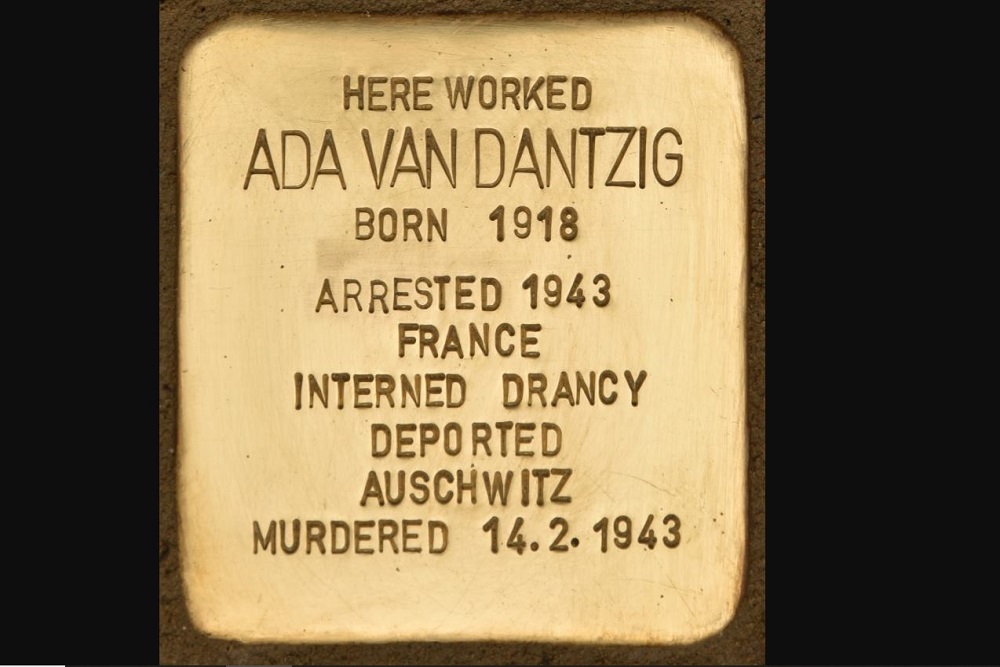 HERE WORKED
ADA VAN DANTZIG
BORN 1918
ARRESTED 1943
FRANCE
INTERNED DRANCY
DEPORTED
AUSCHWITZ
MURDERED 14.2.1943